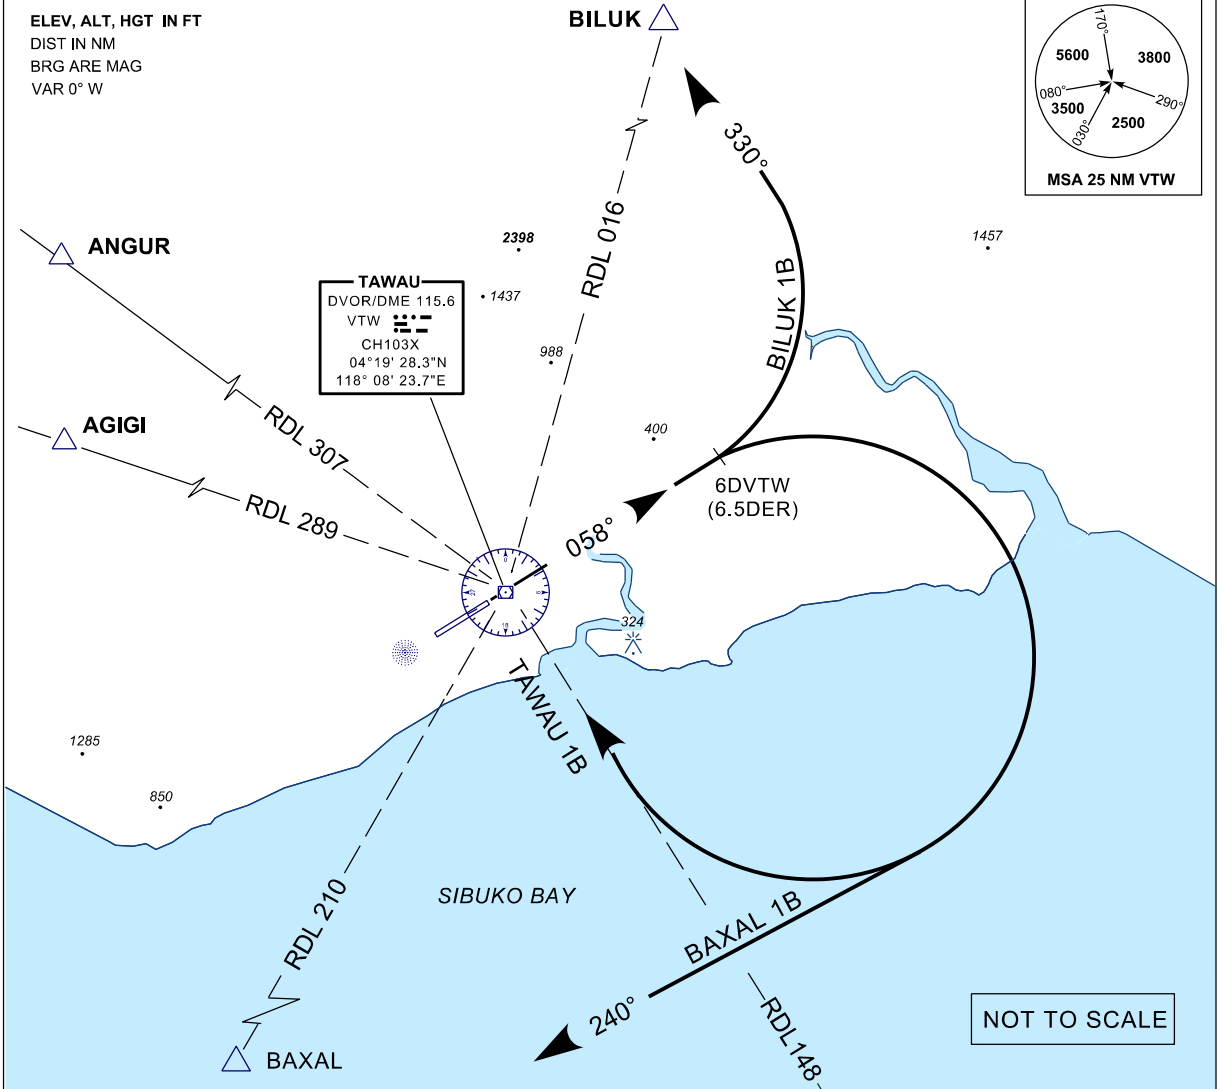 ELEV, ALT, HGT IN FT
DIST IN NM
BRG ARE MAG
VAR 0° W
BILUK
170°
5600
3800
080°
290°
3500
030°
2500
MSA 25 NM VTW
330°
ANGUR
2398
RDL 016
1457
TAWAU
DVOR/DME 115.6
VTW
CH103X
04°19' 28.3"N
118° 08' 23.7"E
1437
BILUK 1B
988
AGIGI
RDL 307
400
RDL 289
6DVTW
(6.5DER)
058°
0
18
324
TAWAU 1B
1285
850
SIBUKO BAY
RDL 210
BAXAL 1B
240°
RDL148
NOT TO SCALE
BAXAL